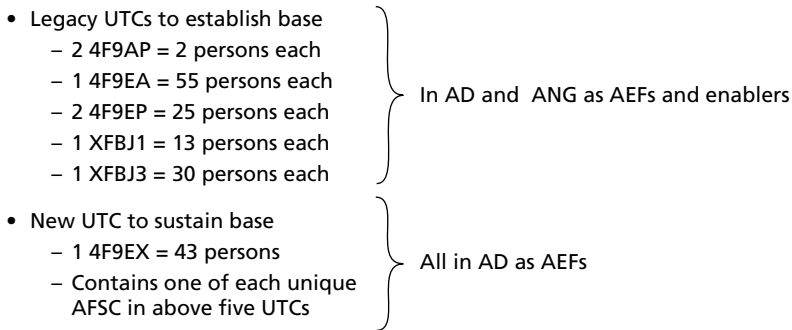 • Legacy UTCs to establish base
– 2 4F9AP = 2 persons each
– 1 4F9EA = 55 persons each
– 2 4F9EP = 25 persons each
– 1 XFBJ1 = 13 persons each
– 1 XFBJ3 = 30 persons each
In AD and ANG as AEFs and enablers
• New UTC to sustain base
– 1 4F9EX = 43 persons
– Contains one of each unique
AFSC in above five UTCs
All in AD as AEFs